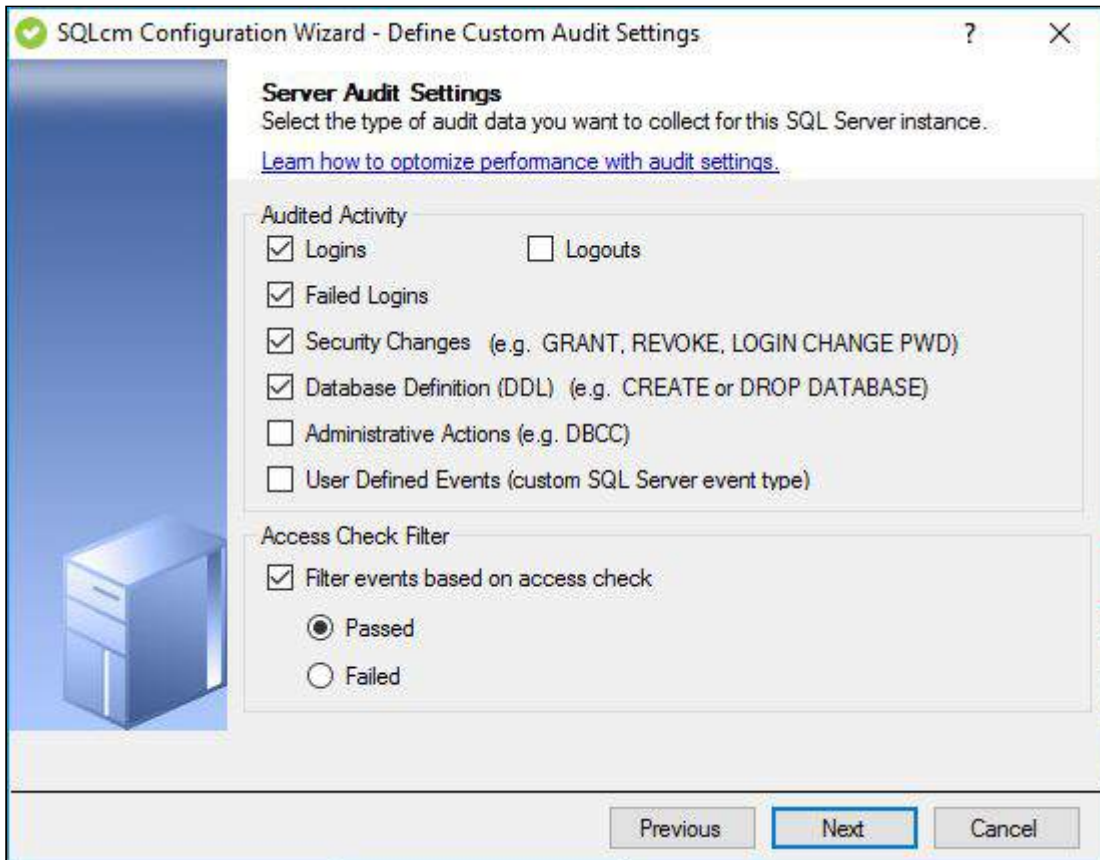 SQLcm Configuration Wizard - Define Custom Audit Settings ?
Server Audit Settings
Select the type of audit data you want to collect for this SQL Server instance.
Learn how to optomize performance with audit settings.
Audited Activity
Logins Logouts
Failed Logins
Security Changes (e.g. GRANT, REVOKE, LOGIN CHANGE PWD)
Database Definition (DDL) (e.g. CREATE or DROP DATABASE)
Administrative Actions (e.g. DBCC)
User Defined Events (custom SQL Server event type)
Access Check Filter
Filter events based on access check
Passed
Failed
Previous Next Cancel